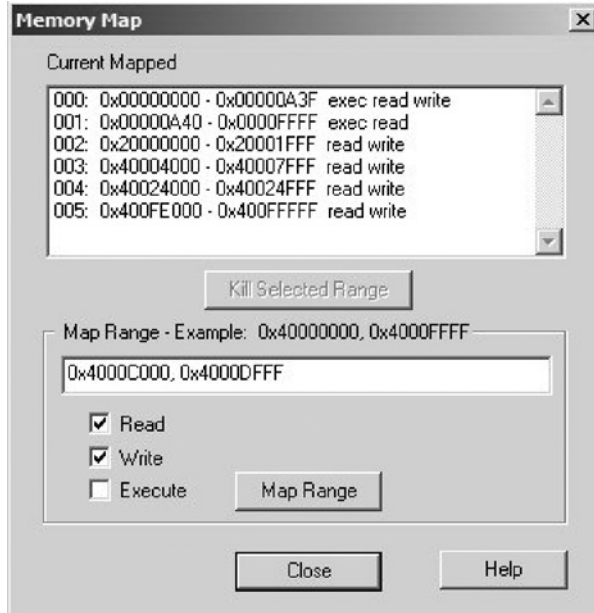 Memory Map
Current Mapped
000: 0x00000000 - 0x00000A3F exec read write
001: 0x00000A40 - 0x0000FFFF exec read
002: 0x20000000 - 0x20001FFF read write
003: 0x40004000 - 0x40007FFF read write
004: 0x40024000 - 0x40024FFF read write
005: 0x400FE000 - 0x400FFFFF read write
Kill Selected Range
Map Range - Example: 0x40000000, 0x4000FFFF
0x4000C000, 0x4000DFFF
Read
Write
Execute Map Range
Close Help